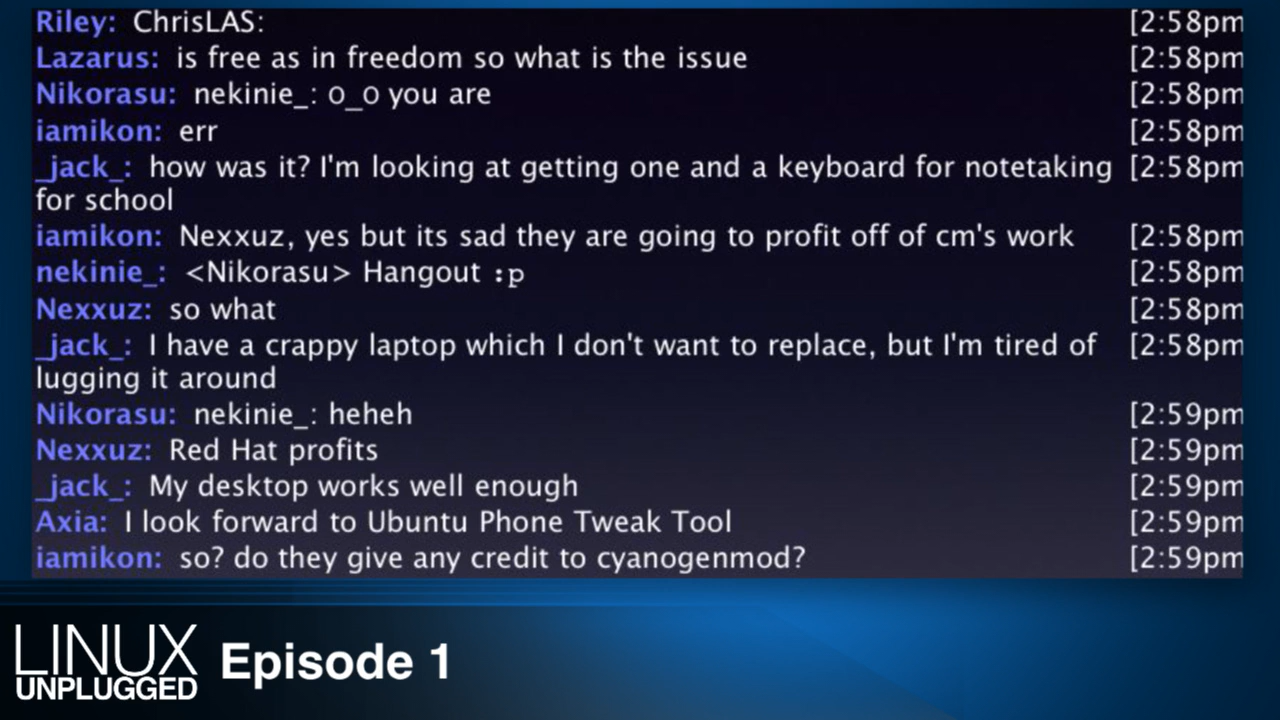 Riley: ChrisLAS: [2:58pm
Lazarus: is free as in freedom so what is the issue [2:58pm
Nikorasu: nekinie_: o_o you are [2:58pm
iamikon: err [2:58pm
_jack_: how was it? I'm looking at getting one and a keyboard for notetaking [2:58pm
for school
iamikon: Nexxuz, yes but its sad they are going to profit off of cm's work [2:58pm
nekinie_: <Nikorasu> Hangout :p [2:58pm
Nexxuz: so what [2:58pm
_jack_: I have a crappy laptop which I don't want to replace, but I'm tired of [2:58pm
lugging it around
Nikorasu: nekinie_: heheh [2:59pm
Nexxuz: Red Hat profits [2:59pm
_jack_: My desktop works well enough [2:59pm
Axia: I look forward to Ubuntu Phone Tweak Tool [2:59pm
iamikon: so? do they give any credit to cyanogenmod? [2:59pm
LINUX
UNPLUGGED
Episode 1